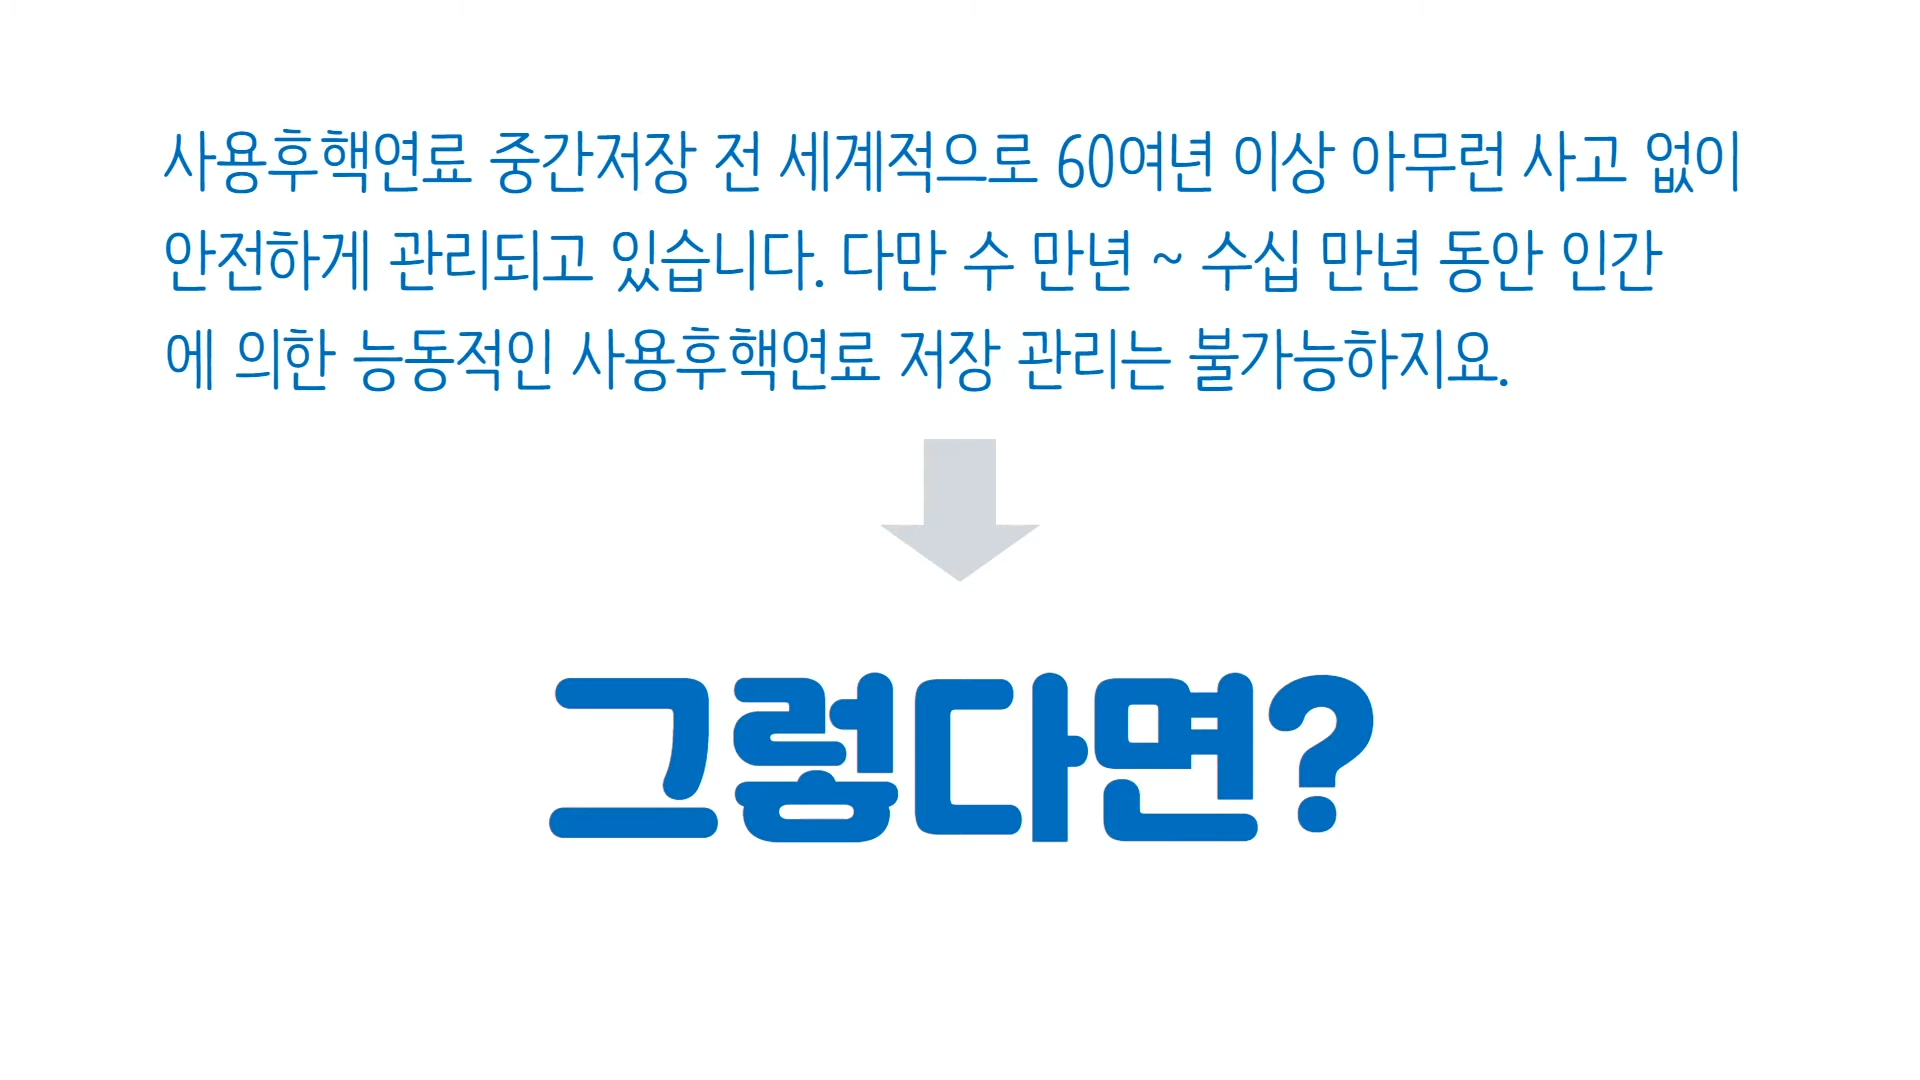 사용후핵연료 중간저장 전 세계적으로 60여년 이상 아무런 사고 없이
안전하게 관리되고 있습니다. 다만 수 만년 ~ 수십 만년 동안 인간
에 의한 능동적인 사용후핵연료 저장 관리는 불가능하지요.
그렇다면?